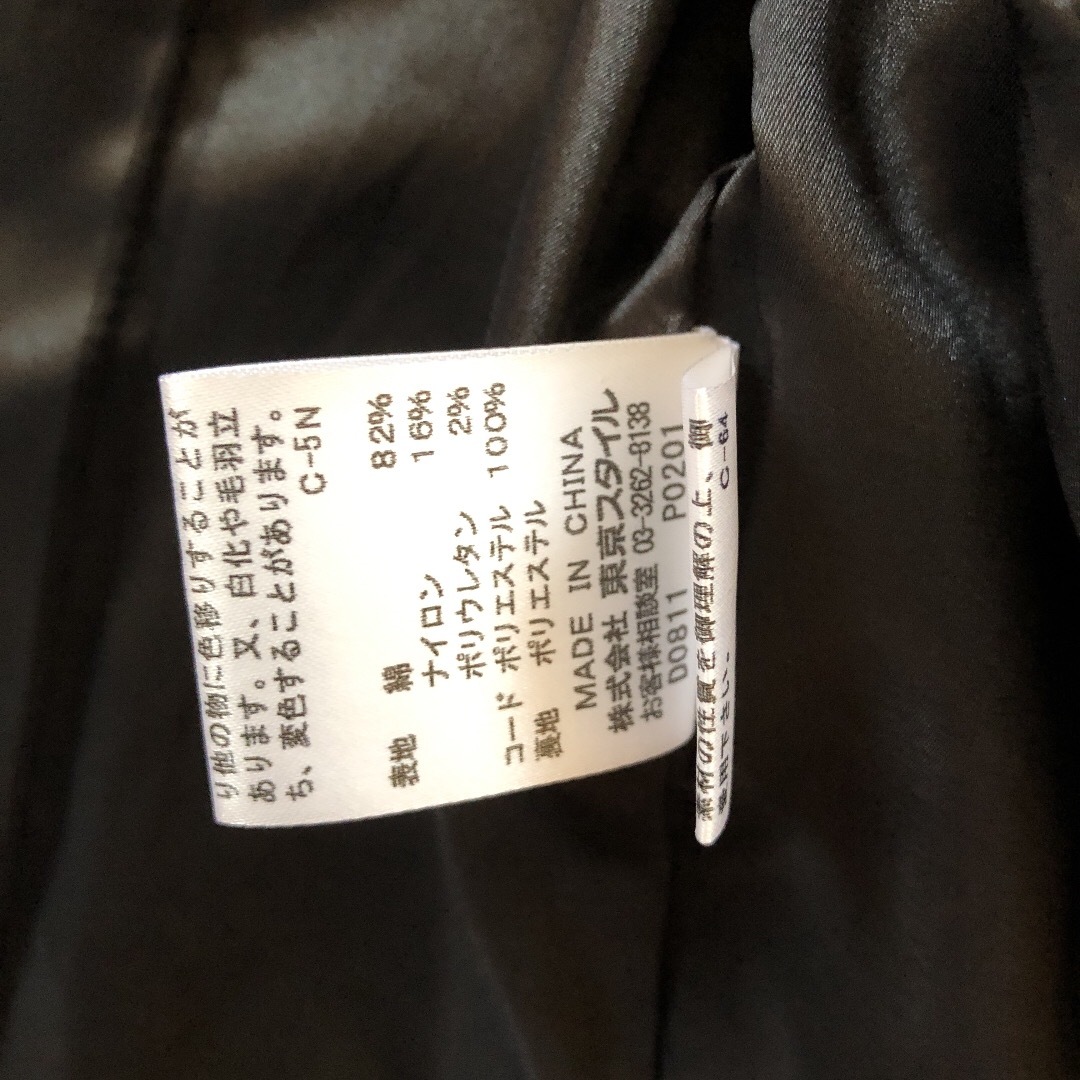 り他の物に色移りすることが
あります。又、白化や毛羽立
ち、変色することがあります。
C-5N
表地 綿 82%
ナイロン 16%
ポリウレタン 2%
コード ポリエステル 100%
裏地 ポリエステル
MADE IN CHINA
株式会社 東京スタイル
お客様相談室 03-3262-8138
D0811 P0201
素材の性質を御理解の上、御
着用下さい。 C-64